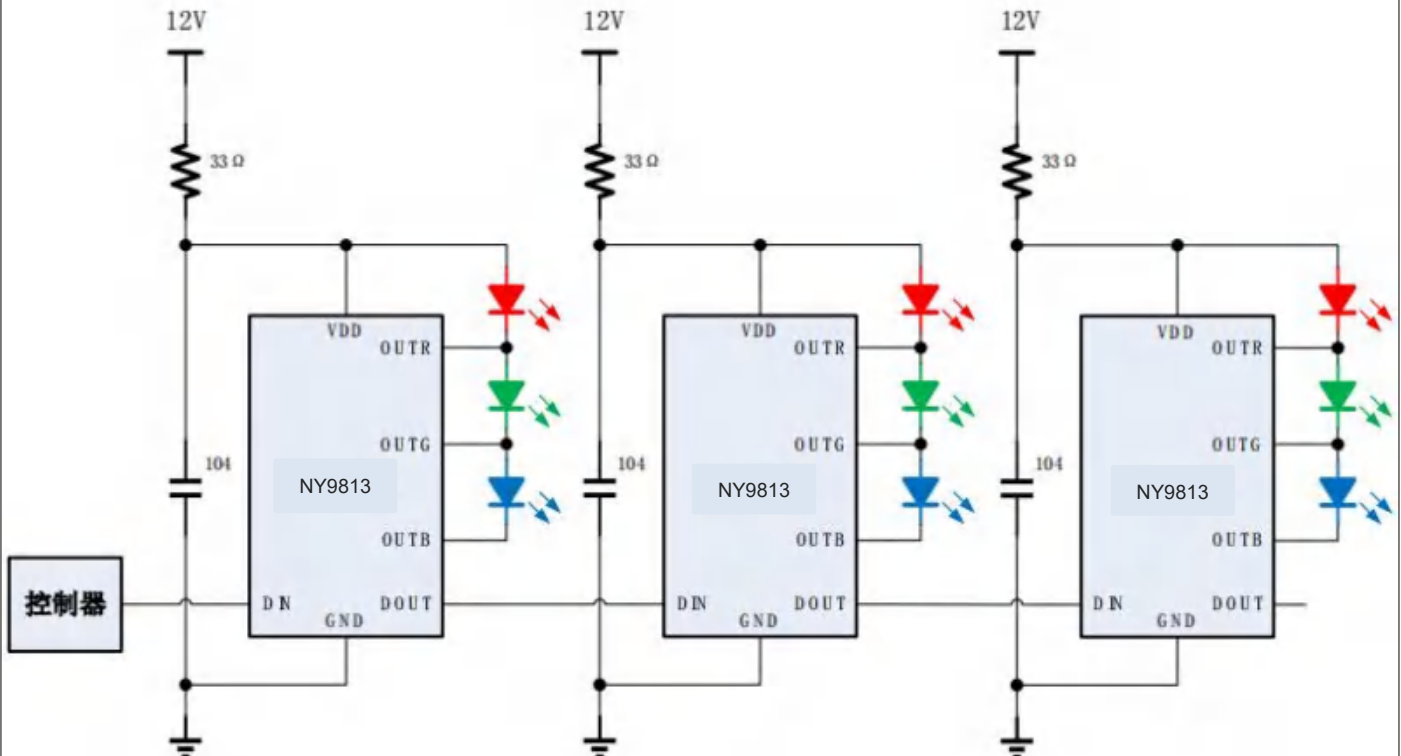 12V 12V 12V
33Ω 33Ω 33Ω
VDD VDD VDD
OUTR OUTR OUTR
OUTG OUTG OUTG
104 104 104
NY9813 NY9813 NY9813
OUTB OUTB OUTB
控制器 DIN DOUT DIN DOUT DIN DOUT
GND GND GND